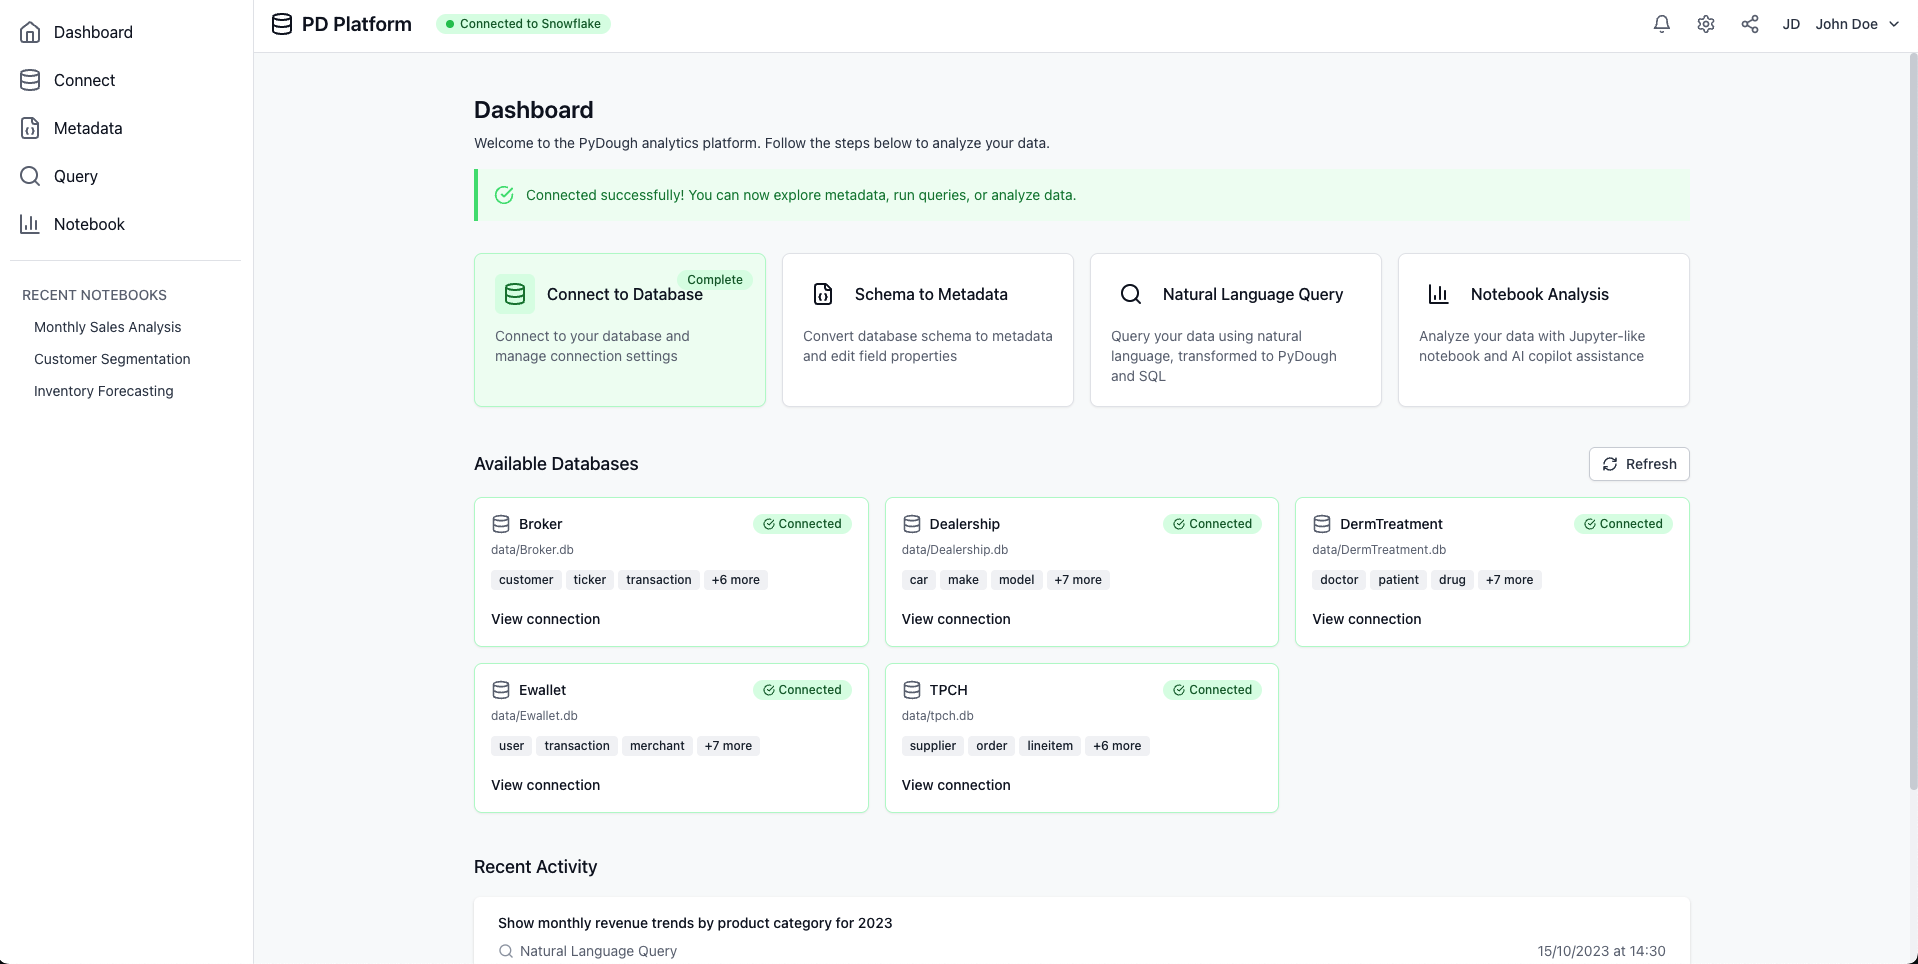 Dashboard
Connect
Metadata
Query
Notebook
RECENT NOTEBOOKS
Monthly Sales Analysis
Customer Segmentation
Inventory Forecasting
PD Platform
Connected to Snowflake
JD John Doe
Dashboard
Welcome to the PyDough analytics platform. Follow the steps below to analyze your data.
Connected successfully! You can now explore metadata, run queries, or analyze data.
Complete
Connect to Database
Connect to your database and
manage connection settings
Schema to Metadata
Convert database schema to metadata
and edit field properties
Natural Language Query
Query your data using natural
language, transformed to PyDough
and SQL
Notebook Analysis
Analyze your data with Jupyter-like
notebook and AI copilot assistance
Available Databases
Refresh
Broker Connected
data/Broker.db
customer ticker transaction +6 more
View connection
Dealership Connected
data/Dealership.db
car make model +7 more
View connection
DermTreatment Connected
data/DermTreatment.db
doctor patient drug +7 more
View connection
Ewallet Connected
data/Ewallet.db
user transaction merchant +7 more
View connection
TPCH Connected
data/tpch.db
supplier order lineitem +6 more
View connection
Recent Activity
Show monthly revenue trends by product category for 2023
Natural Language Query 15/10/2023 at 14:30